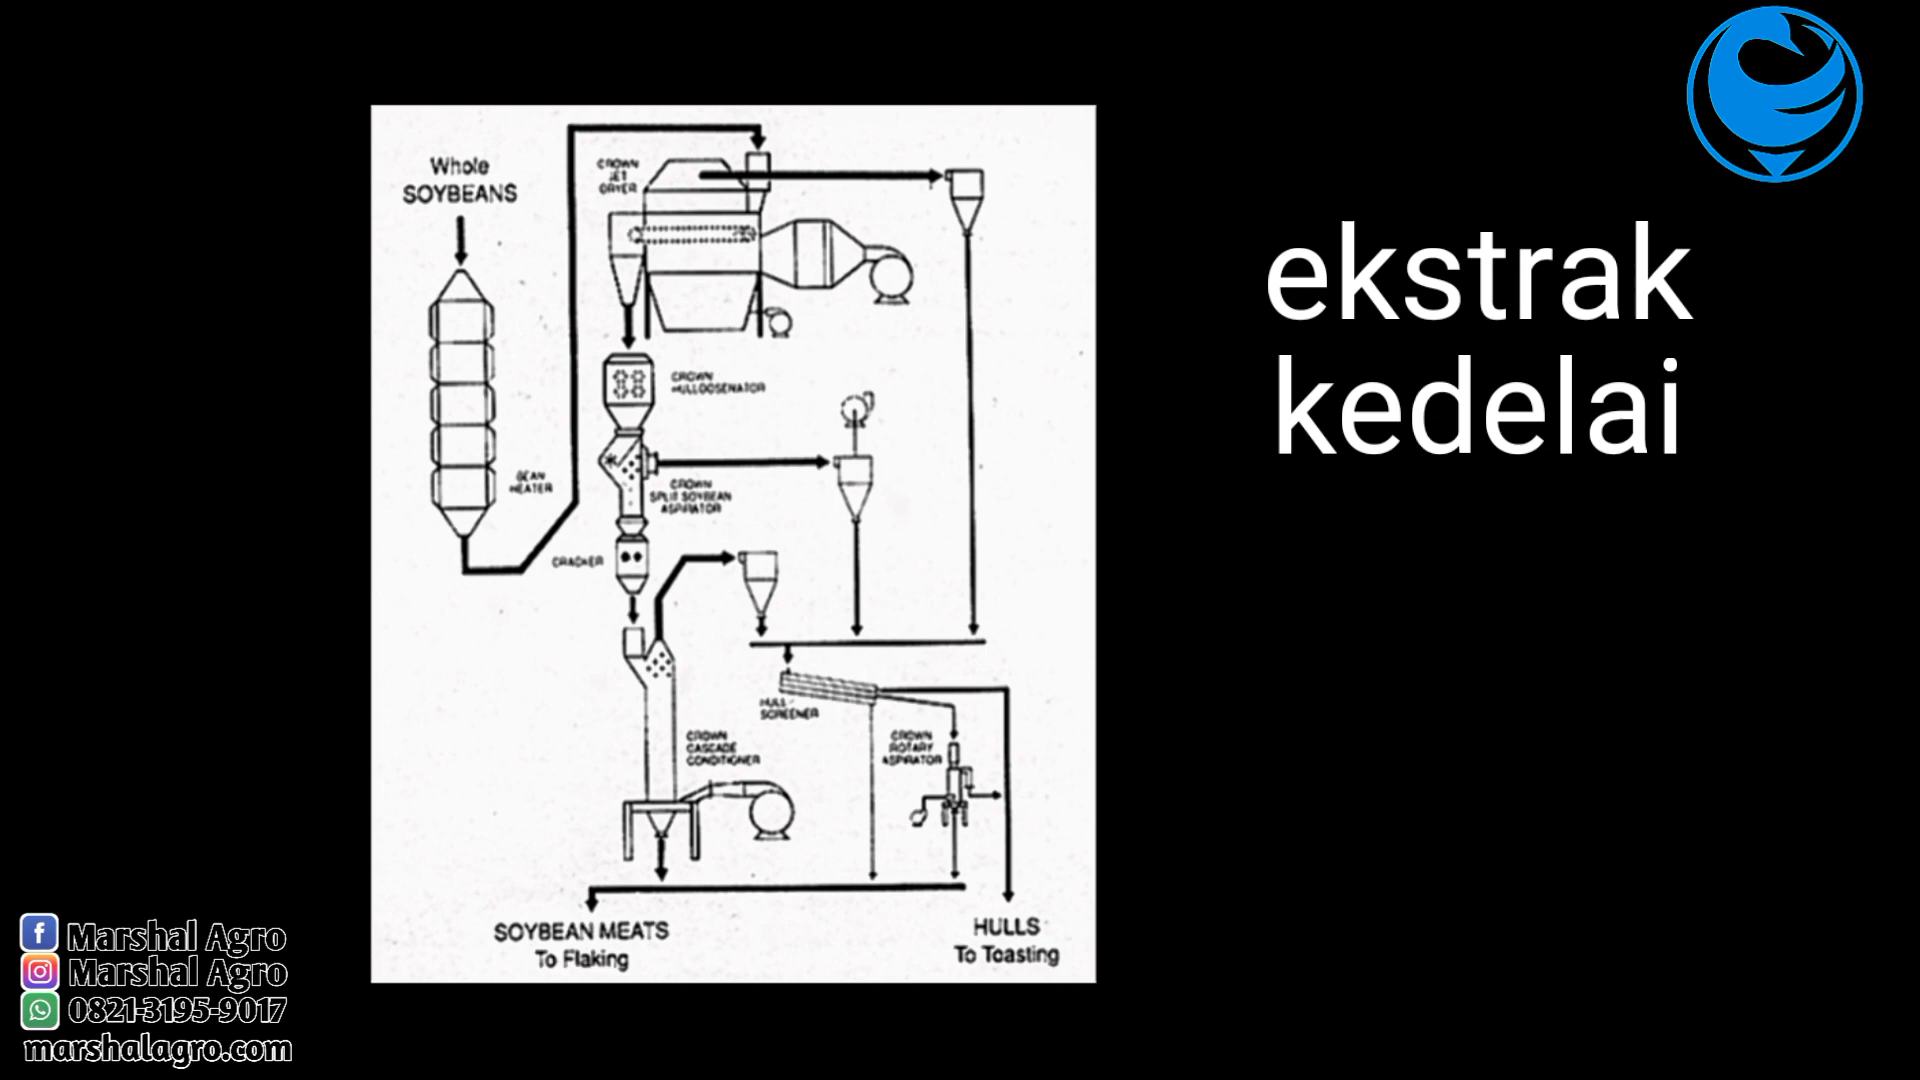 ekstrak
kedelai
Whole
SOYBEANS
CROWN
JET
DRYER
CROWN
HULLOOSENATOR
BEAN
HEATER
CROWN
SPLIT SOYBEAN
ASPIRATOR
CRACKER
HULL
SCREENER
CROWN
CASCADE
CONDITIONER
CROWN
ROTARY
ASPIRATOR
SOYBEAN MEATS
To Flaking
HULLS
To Toasting
Marshal Agro
Marshal Agro
0821-3195-9017
marshalagro.com